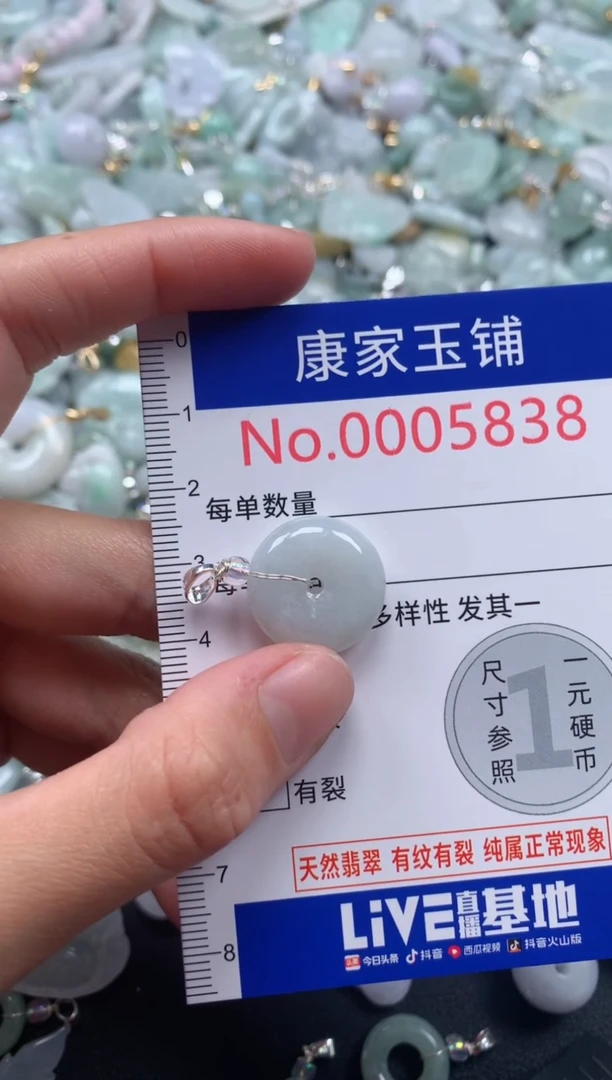 0
康家玉铺
1
No.0005838
2
每单数量
3
多样性 发其一
4
一元硬币
尺寸参照
1
有裂
天然翡翠 有纹有裂 纯属正常现象
7
LiVE直播基地
8
今日头条 抖音 西瓜视频 抖音火山版